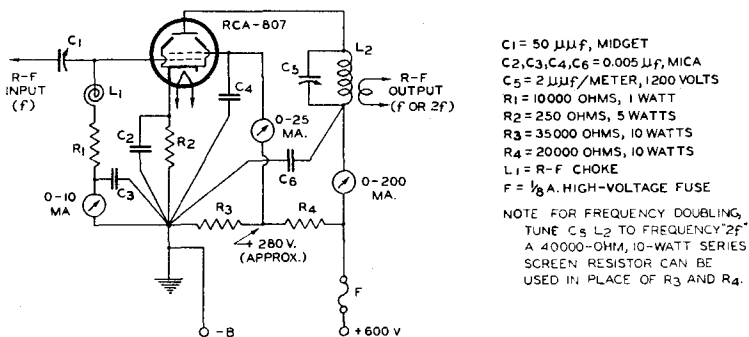 RCA-807
C1
R-F
INPUT
(f)
L1
R1
0-10
MA
C3
C2
R2
C4
0-25
MA.
C6
C5
L2
R-F
OUTPUT
(f OR 2f)
0-200
MA.
R3
R4
+280 V.
(APPROX.)
F
-B
+600 V
C1 = 50 μμf, MIDGET
C2,C3,C4,C6 = 0.005 μf, MICA
C5 = 2 μμf/METER, 1200 VOLTS
R1 = 10000 OHMS, 1 WATT
R2 = 250 OHMS, 5 WATTS
R3 = 35000 OHMS, 10 WATTS
R4 = 20000 OHMS, 10 WATTS
L1 = R-F CHOKE
F = 1/8 A. HIGH-VOLTAGE FUSE
NOTE FOR FREQUENCY DOUBLING,
TUNE C5 L2 TO FREQUENCY "2f"
A 40000-OHM, 10-WATT SERIES
SCREEN RESISTOR CAN BE
USED IN PLACE OF R3 AND R4.